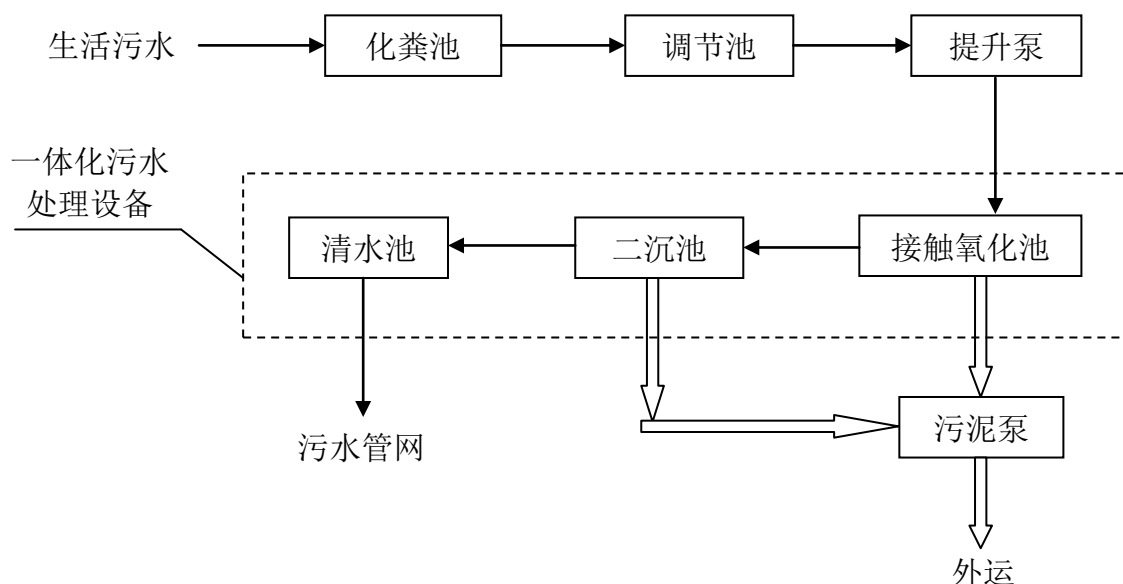 生活污水
化粪池
调节池
提升泵
一体化污水
处理设备
清水池
二沉池
接触氧化池
污水管网
污泥泵
外运